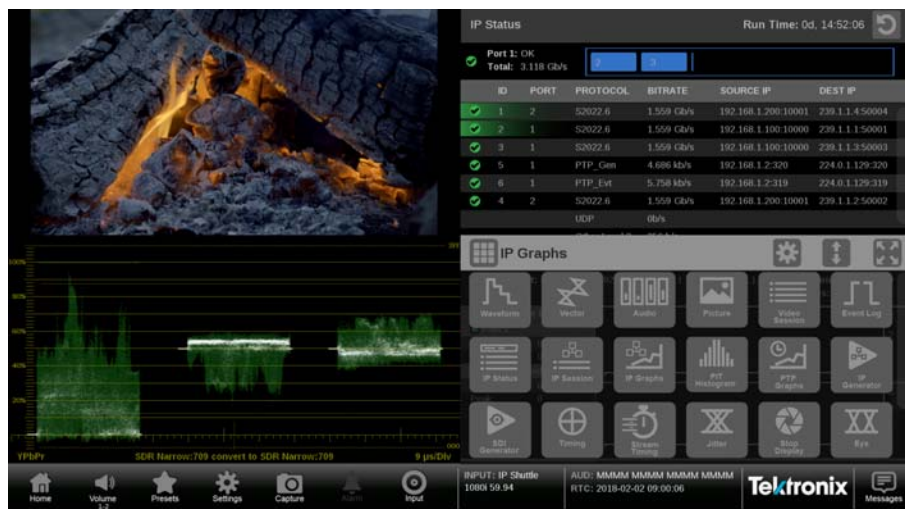 IP Status
Run Time: 0d, 14:52:06
Port 1: OK
Total: 3.118 Gb/s
2
3
ID PORT PROTOCOL BITRATE SOURCE IP DEST IP
1 2 S2022.6 1.559 Gb/s 192.168.1.200:10001 239.1.1.4:50004
2 1 S2022.6 1.559 Gb/s 192.168.1.100:10000 239.1.1.1:50001
3 1 S2022.6 1.559 Gb/s 192.168.1.100:10000 239.1.1.3:50003
5 1 PTP_Gen 4.686 kb/s 192.168.1.2:320 224.0.1.129:320
6 1 PTP_Evt 5.758 kb/s 192.168.1.2:319 224.0.1.129:319
4 2 S2022.6 1.559 Gb/s 192.168.1.200:10001 239.1.1.2:50002
UDP 0b/s
IP Graphs
Waveform Vector Audio Picture Video Session Event Log
IP Status IP Session IP Graphs PIT Histogram PTP Graphs IP Generator
SDI Generator Timing Stream Timing Jitter Stop Display Eye
100%
80%
60%
40%
20%
YPbPr SDR Narrow:709 convert to SDR Narrow:709 9 µs/Div
Home
Volume
1-2
Presets
Settings
Capture
Alarm
Input
INPUT: IP Shuttle
1080i 59.94
AUD: MMMM MMMM MMMM MMMM
RTC: 2018-02-02 09:00:06
Tektronix
Messages